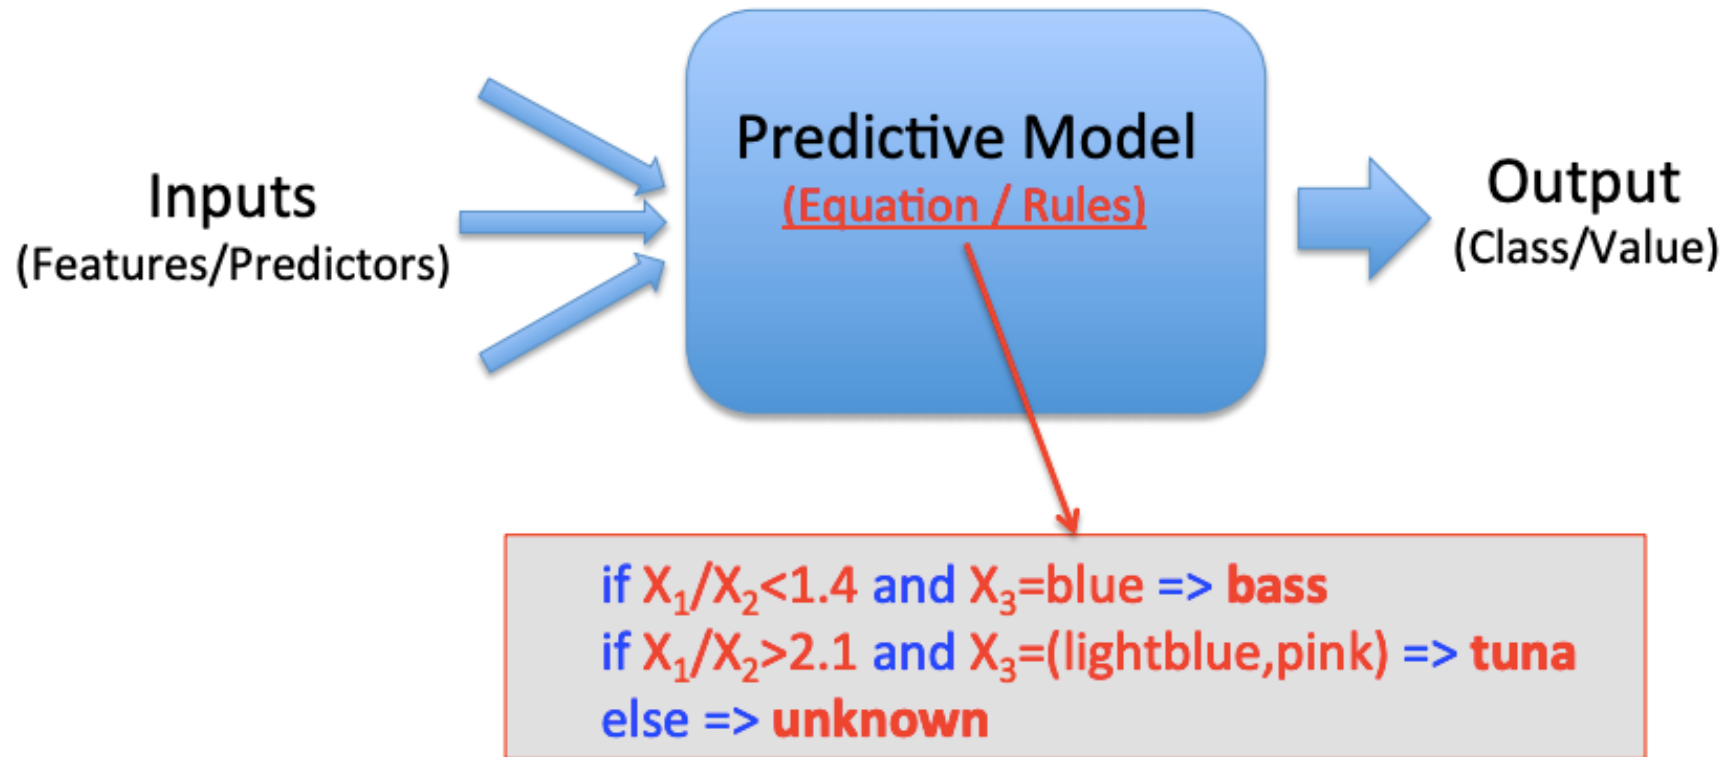 Inputs
(Features/Predictors)
Predictive Model
(Equation / Rules)
Output
(Class/Value)
if X₁/X₂<1.4 and X₃=blue => bass
if X₁/X₂>2.1 and X₃=(lightblue,pink) => tuna
else => unknown